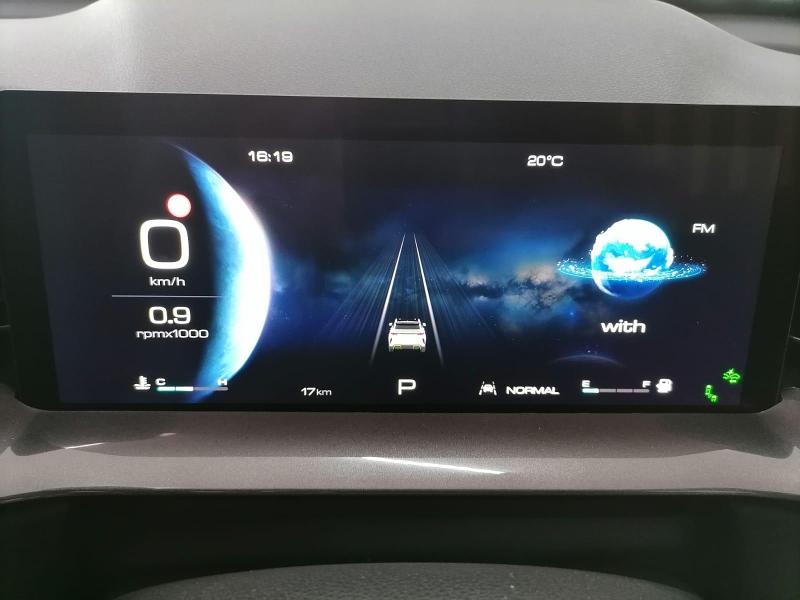 16:19
20°C
0
km/h
0.9
rpmx1000
FM
with
C H
17km
P
NORMAL
E F